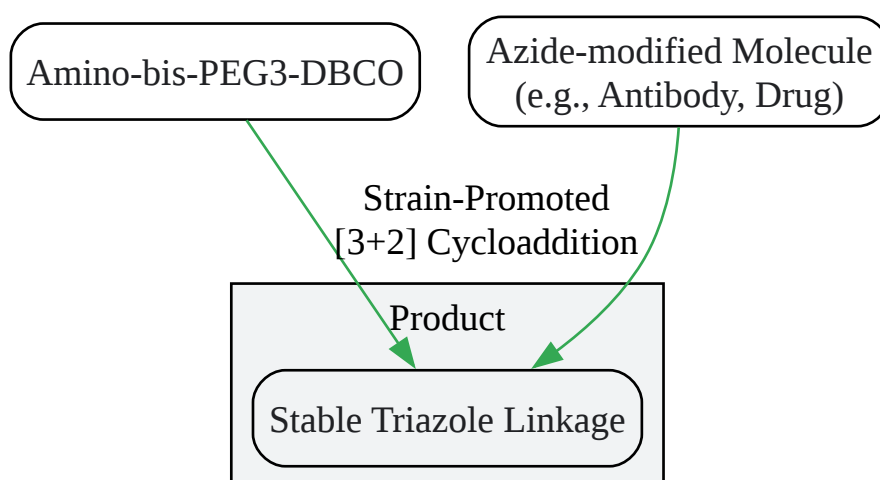 Amino-bis-PEG3-DBCO
Azide-modified Molecule
(e.g., Antibody, Drug)
Strain-Promoted
[3+2] Cycloaddition
Product
Stable Triazole Linkage